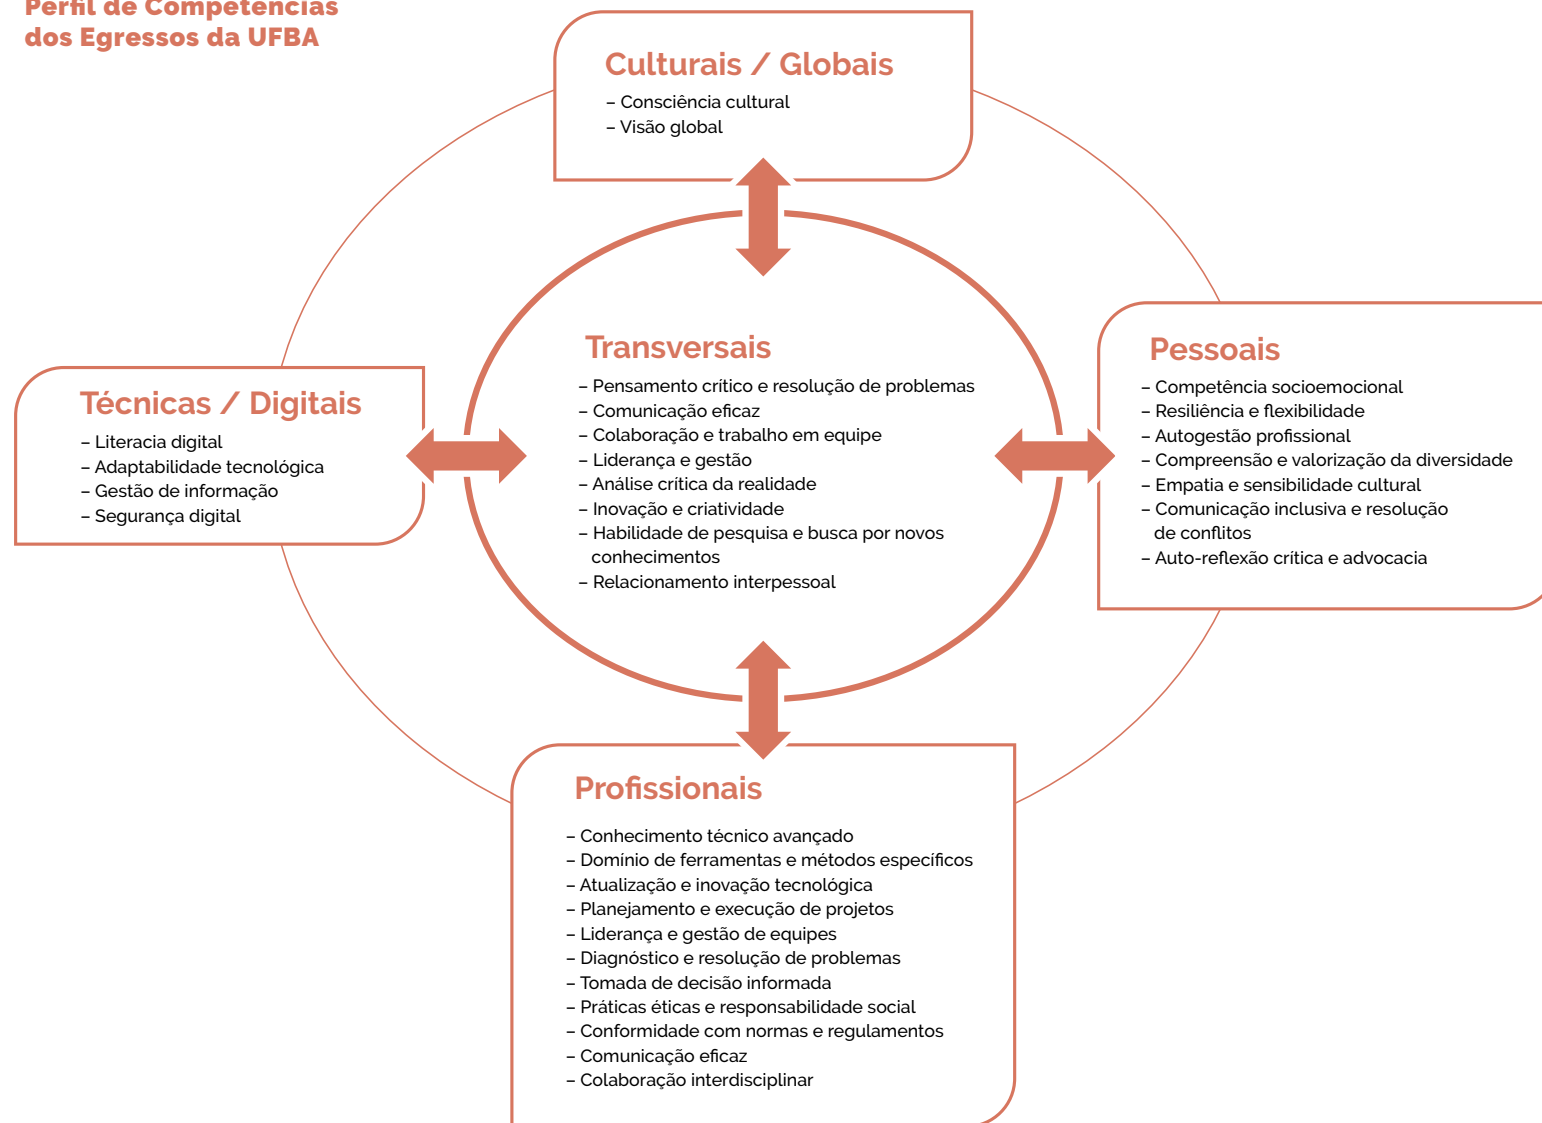 Perfil de Competências
dos Egressos da UFBA
Culturais / Globais
– Consciência cultural
– Visão global
Técnicas / Digitais
– Literacia digital
– Adaptabilidade tecnológica
– Gestão de informação
– Segurança digital
Transversais
– Pensamento crítico e resolução de problemas
– Comunicação eficaz
– Colaboração e trabalho em equipe
– Liderança e gestão
– Análise crítica da realidade
– Inovação e criatividade
– Habilidade de pesquisa e busca por novos
conhecimentos
– Relacionamento interpessoal
Pessoais
– Competência socioemocional
– Resiliência e flexibilidade
– Autogestão profissional
– Compreensão e valorização da diversidade
– Empatia e sensibilidade cultural
– Comunicação inclusiva e resolução
de conflitos
– Auto-reflexão crítica e advocacia
Profissionais
– Conhecimento técnico avançado
– Domínio de ferramentas e métodos específicos
– Atualização e inovação tecnológica
– Planejamento e execução de projetos
– Liderança e gestão de equipes
– Diagnóstico e resolução de problemas
– Tomada de decisão informada
– Práticas éticas e responsabilidade social
– Conformidade com normas e regulamentos
– Comunicação eficaz
– Colaboração interdisciplinar